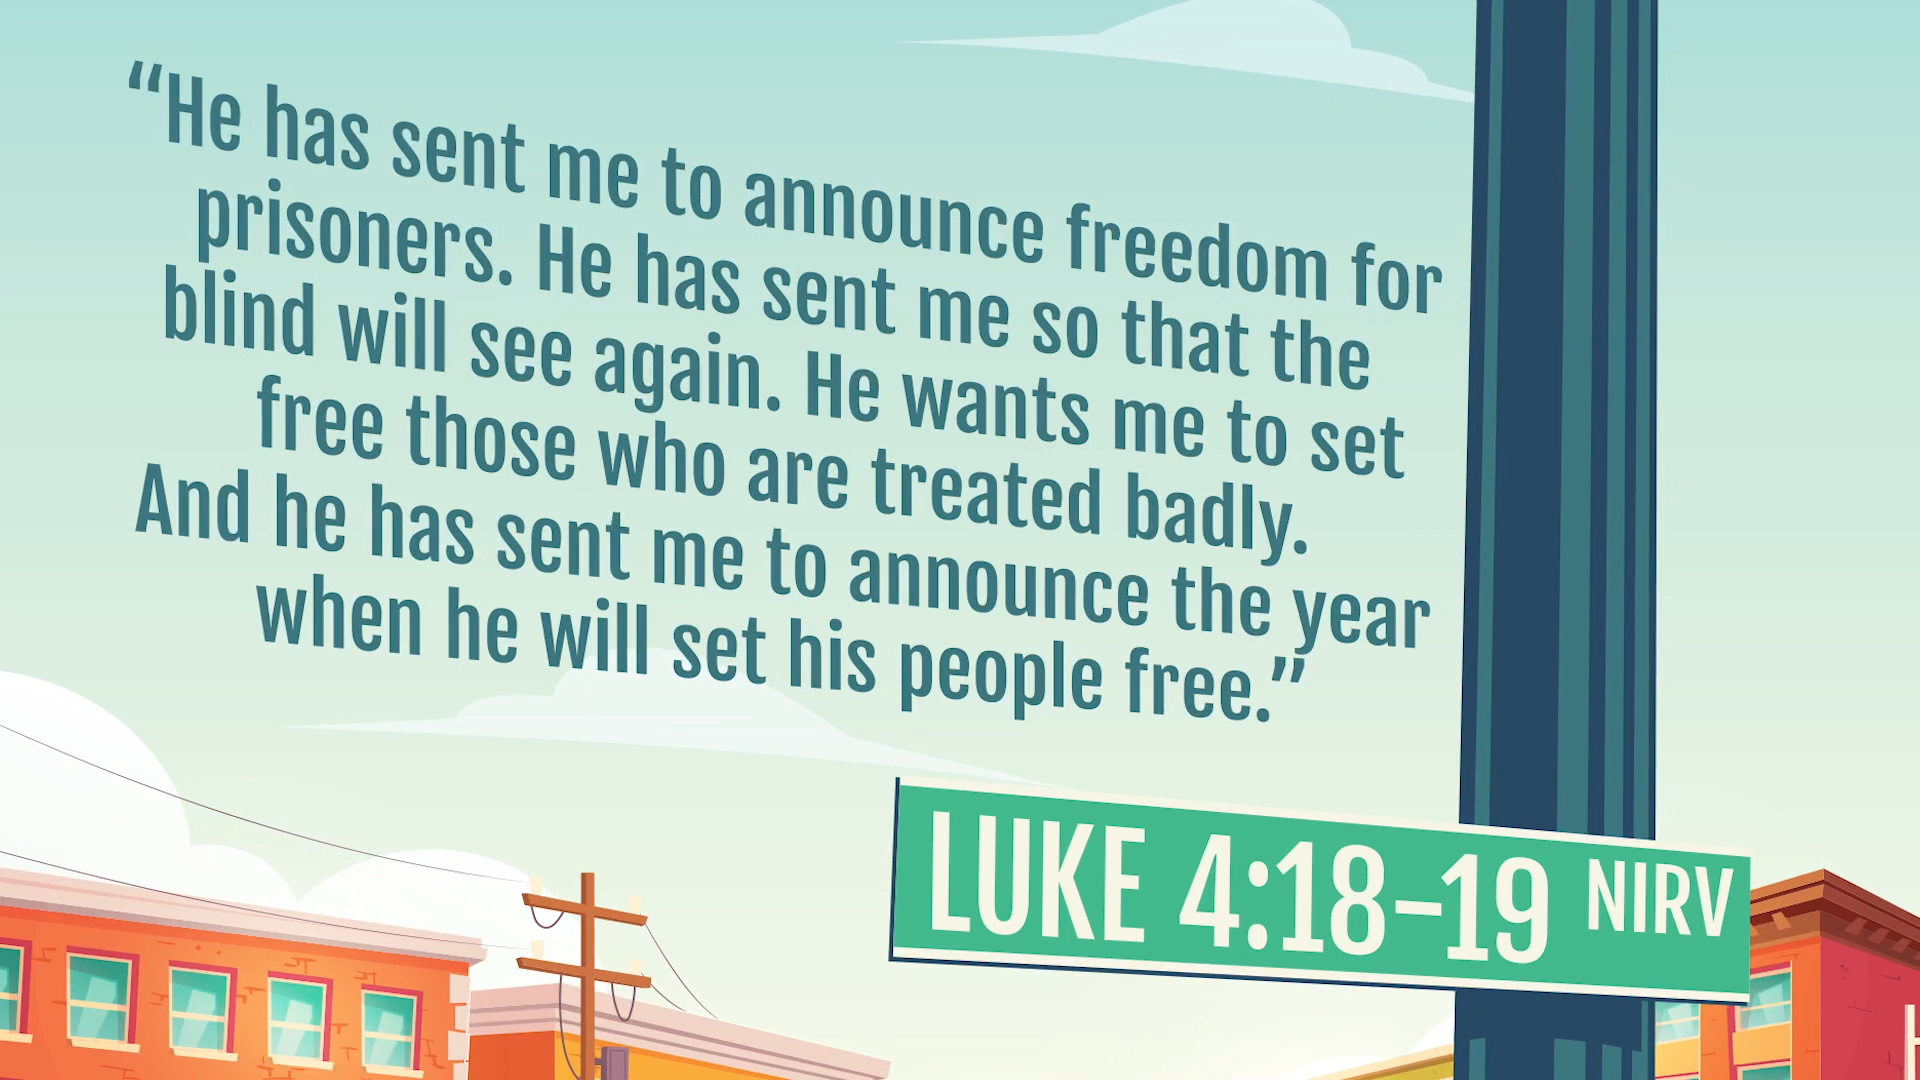 “He has sent me to announce freedom for
prisoners. He has sent me so that the
blind will see again. He wants me to set
free those who are treated badly.
And he has sent me to announce the year
when he will set his people free.”
LUKE 4:18-19 NIRV